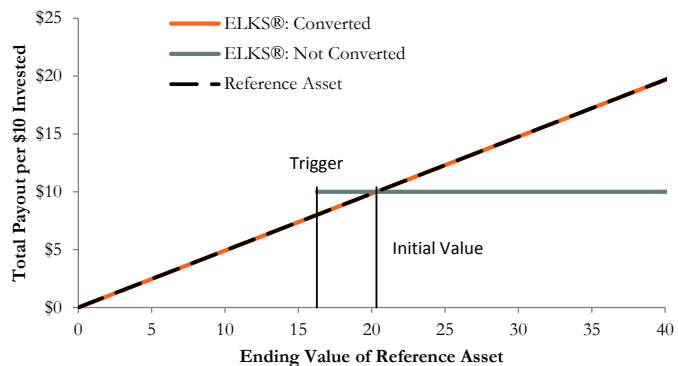 $25
$20
$15
$10
$5
$0
Total Payout per $10 Invested
ELKS®: Converted
ELKS®: Not Converted
Reference Asset
Trigger
Initial Value
0 5 10 15 20 25 30 35 40
Ending Value of Reference Asset